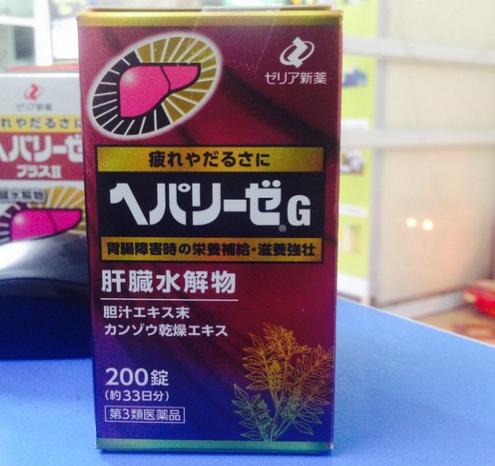 ゼリア新薬
疲れやだるさに
ヘパリーゼ®G
胃腸障害時の栄養補給・滋養強壮
肝臓水解物
胆汁エキス末
カンゾウ乾燥エキス
200錠
(約33日分)
第3類医薬品
ゼリア新薬
れやだるさに
ヘパリーゼ
プラスⅡ
臓水解物